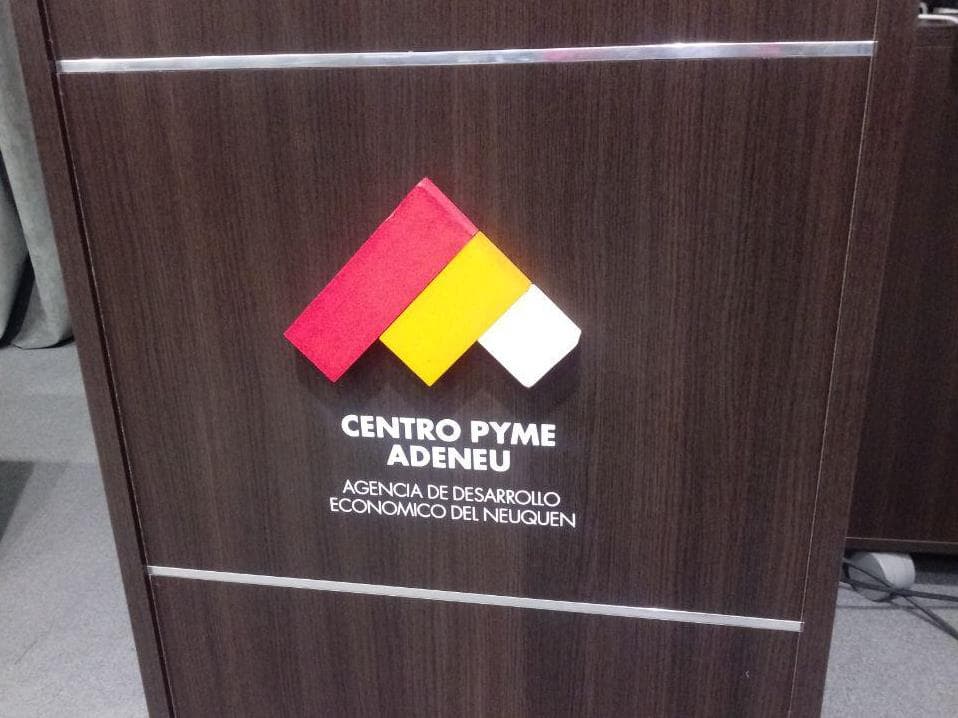 CENTRO PYME
ADENEU
AGENCIA DE DESARROLLO
ECONOMICO DEL NEUQUEN